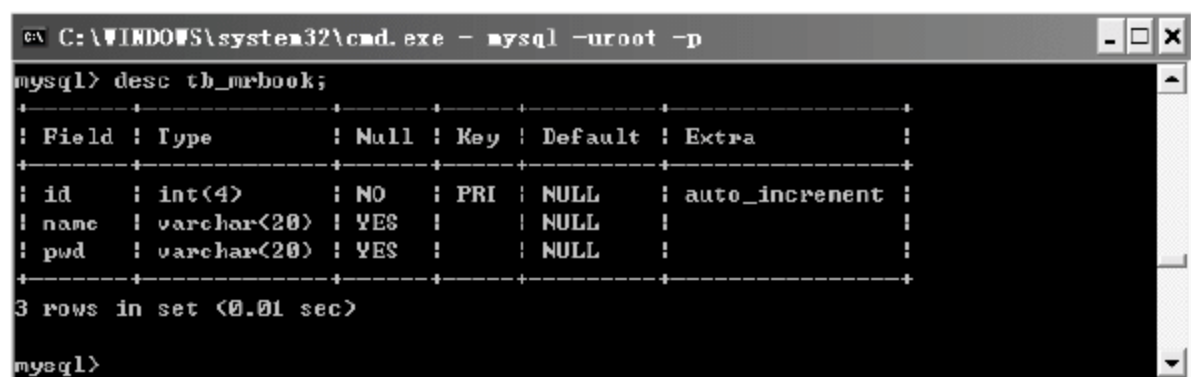 C:\WINDOWS\system32\cmd.exe - mysql -uroot -p
mysql> desc tb_mrbook;
+-------+-------------+------+-----+---------+----------------+
| Field | Type | Null | Key | Default | Extra |
+-------+-------------+------+-----+---------+----------------+
| id | int(4) | NO | PRI | NULL | auto_increment |
| name | varchar(20) | YES | | NULL | |
| pwd | varchar(20) | YES | | NULL | |
+-------+-------------+------+-----+---------+----------------+
3 rows in set (0.01 sec)
mysql>